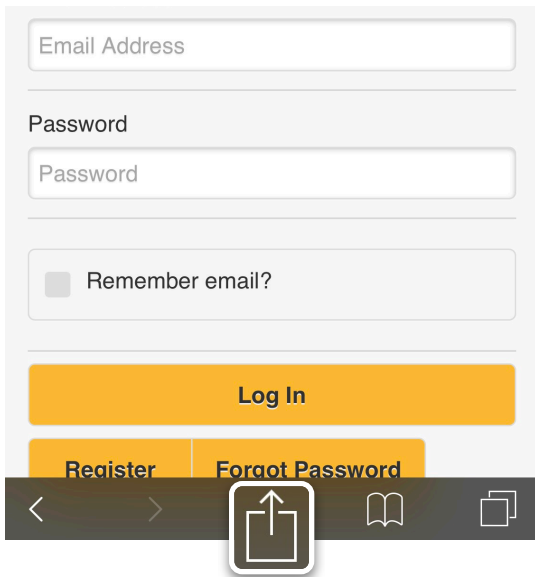 Email Address
Password
Password
Remember email?
Log In
Register Forgot Password